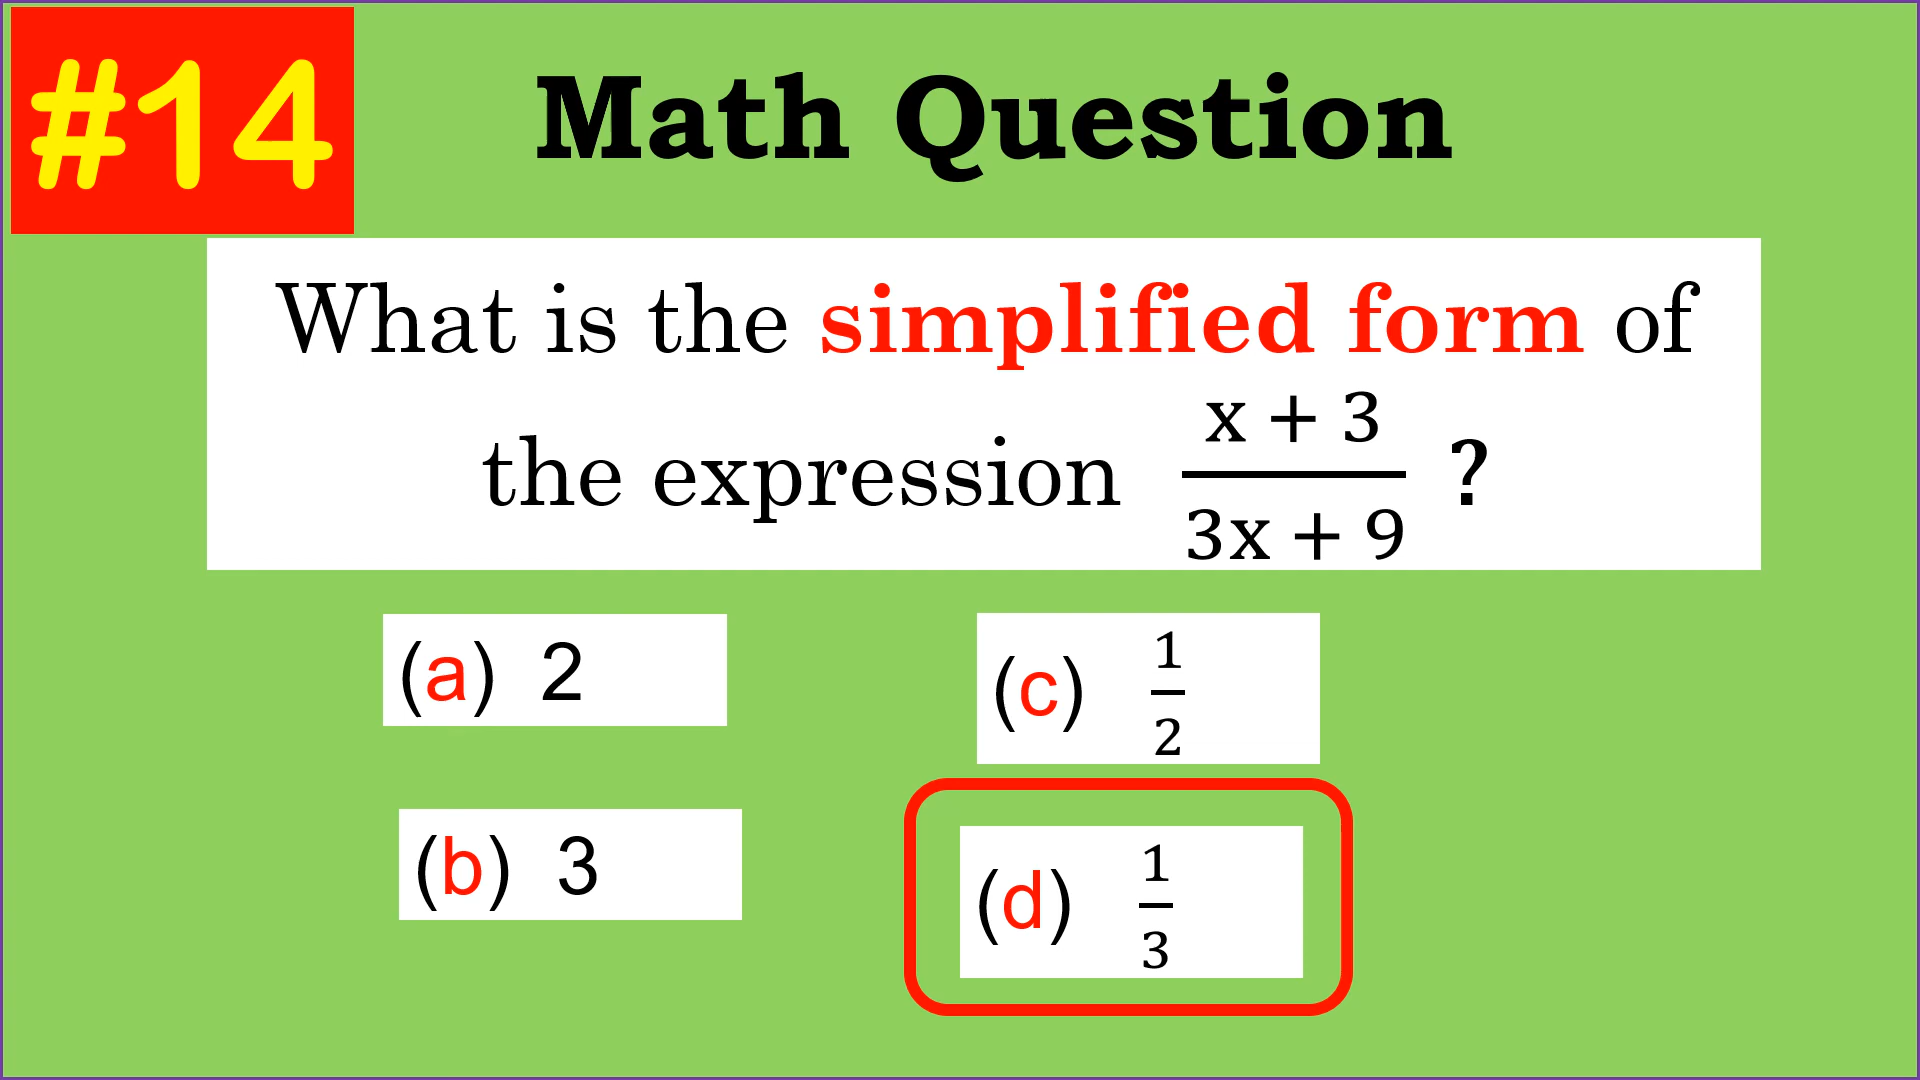 #14
Math Question
What is the simplified form of
the expression (x + 3)/(3x + 9) ?
(a) 2
(c) 1/2
(b) 3
(d) 1/3